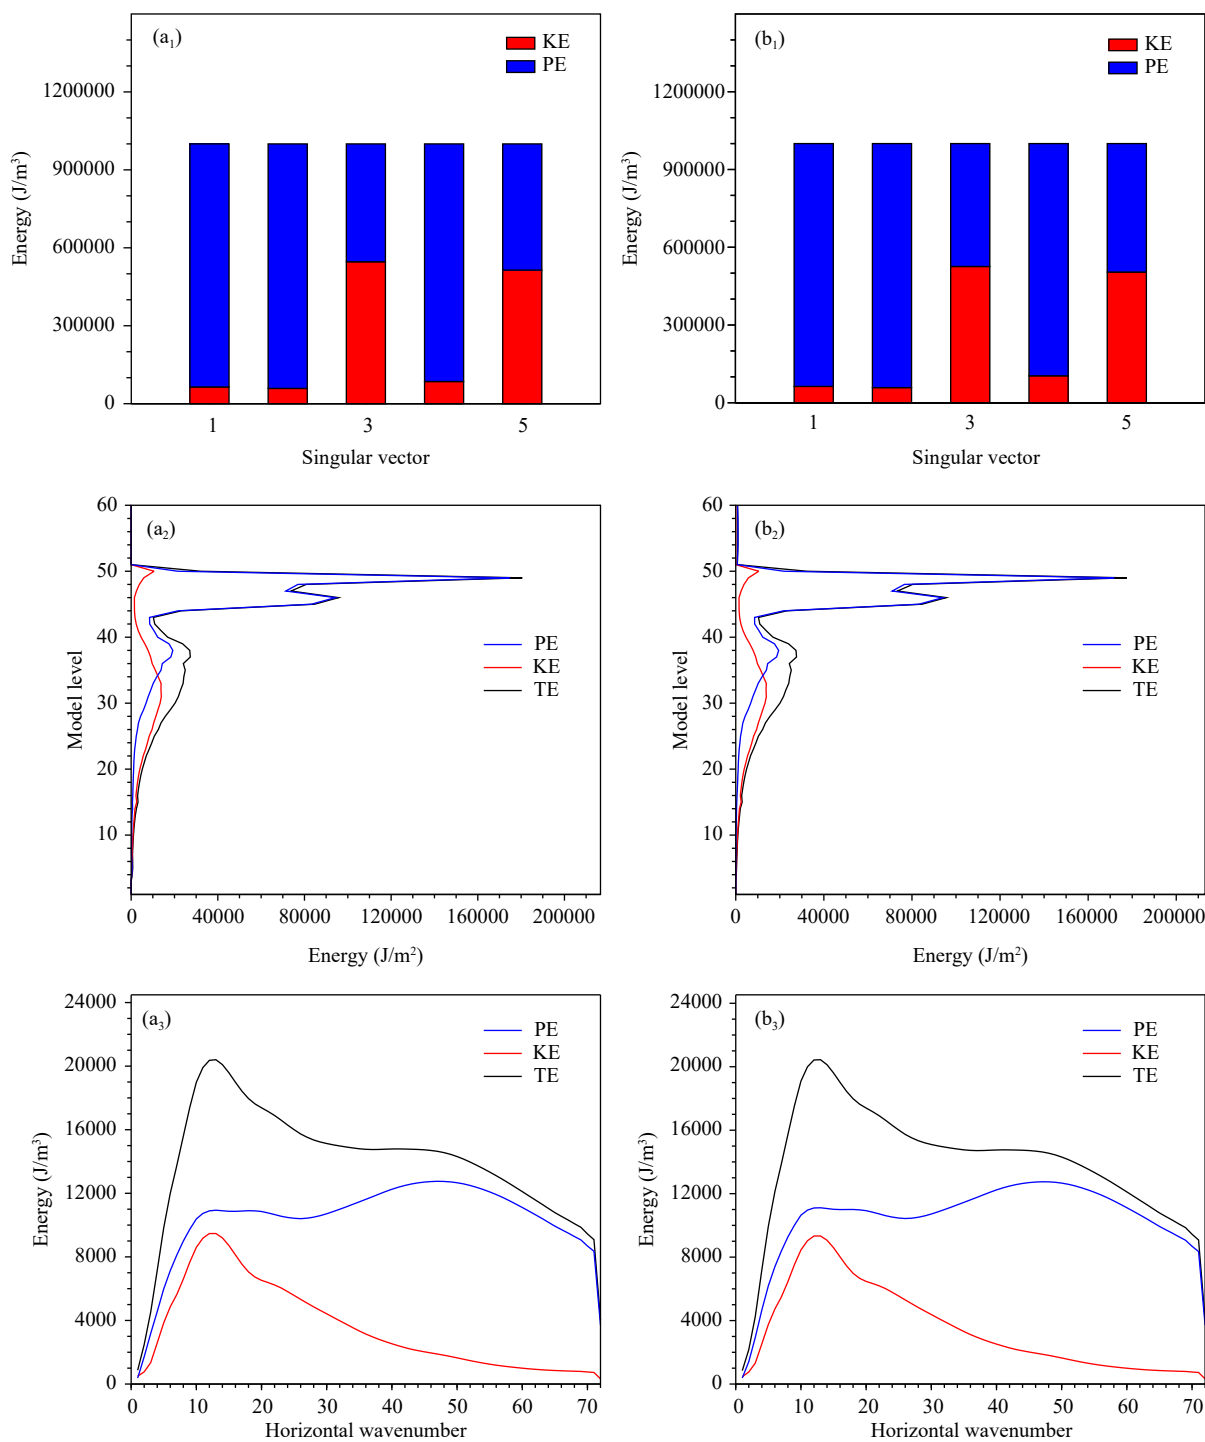 (a1)
KE
PE
1200000
900000
600000
300000
0
Energy (J/m3)
1
3
5
Singular vector
(b1)
KE
PE
1200000
900000
600000
300000
0
Energy (J/m3)
1
3
5
Singular vector
(a2)
60
50
40
30
20
10
Model level
PE
KE
TE
0 40000 80000 120000 160000 200000
Energy (J/m2)
(b2)
60
50
40
30
20
10
Model level
PE
KE
TE
0 40000 80000 120000 160000 200000
Energy (J/m2)
(a3)
24000
20000
16000
12000
8000
4000
0
Energy (J/m3)
PE
KE
TE
0 10 20 30 40 50 60 70
Horizontal wavenumber
(b3)
24000
20000
16000
12000
8000
4000
0
Energy (J/m3)
PE
KE
TE
0 10 20 30 40 50 60 70
Horizontal wavenumber